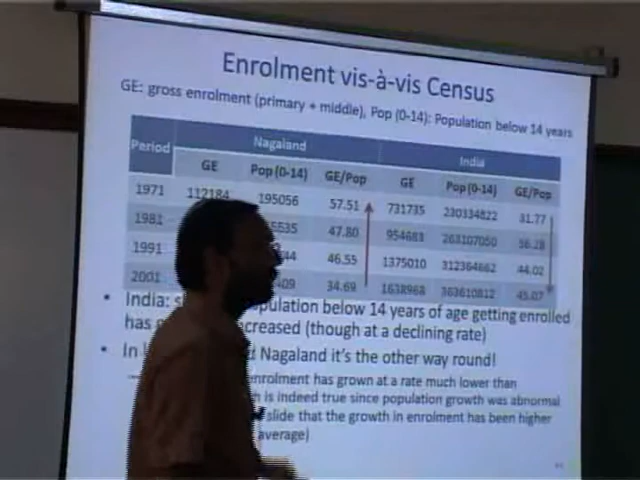 Enrolment vis-à-vis Census
GE: gross enrolment (primary + middle), Pop (0-14): Population below 14 years
Period Nagaland India
GE Pop (0-14) GE/Pop GE Pop (0-14) GE/Pop
1971 112184 195056 57.51 731735 230334822 31.77
1981 47.80 954683 263107050
1991 46.55 1375010 312364662 44.02
2001 34.69 1638968 363610812 45.07
• India: population below 14 years of age getting enrolled
has increased (though at a declining rate)
• In Nagaland it's the other way round!
enrolment has grown at a rate much lower than
is indeed true since population growth was abnormal
slide that the growth in enrolment has been higher
average)